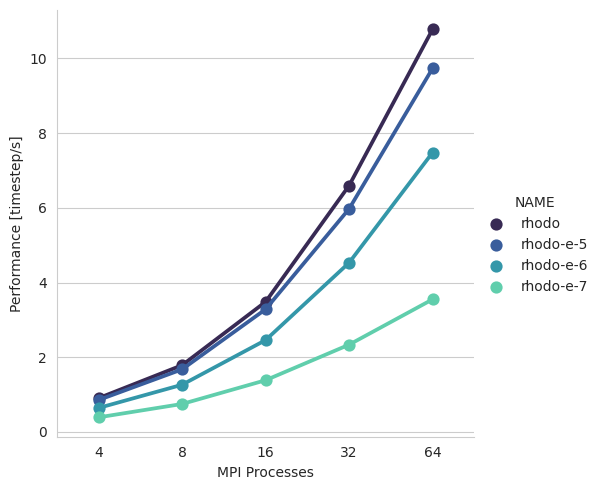 10
8
6
4
2
0
Performance [timestep/s]
4 8 16 32 64
MPI Processes
NAME
rhodo
rhodo-e-5
rhodo-e-6
rhodo-e-7